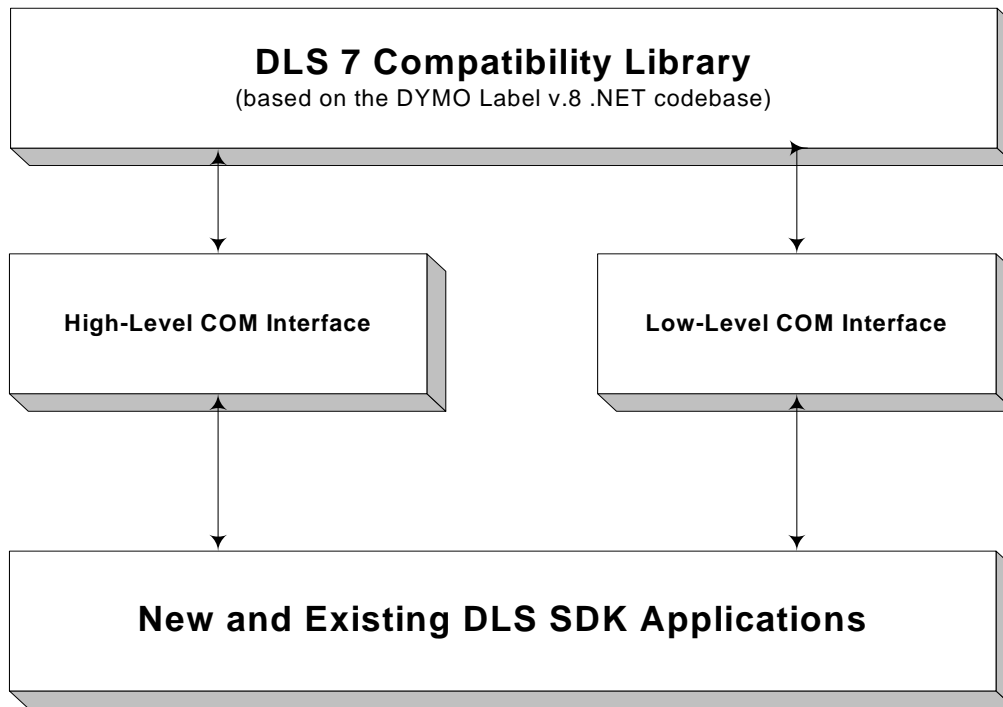 DLS 7 Compatibility Library
(based on the DYMO Label v.8 .NET codebase)
High-Level COM Interface
Low-Level COM Interface
New and Existing DLS SDK Applications